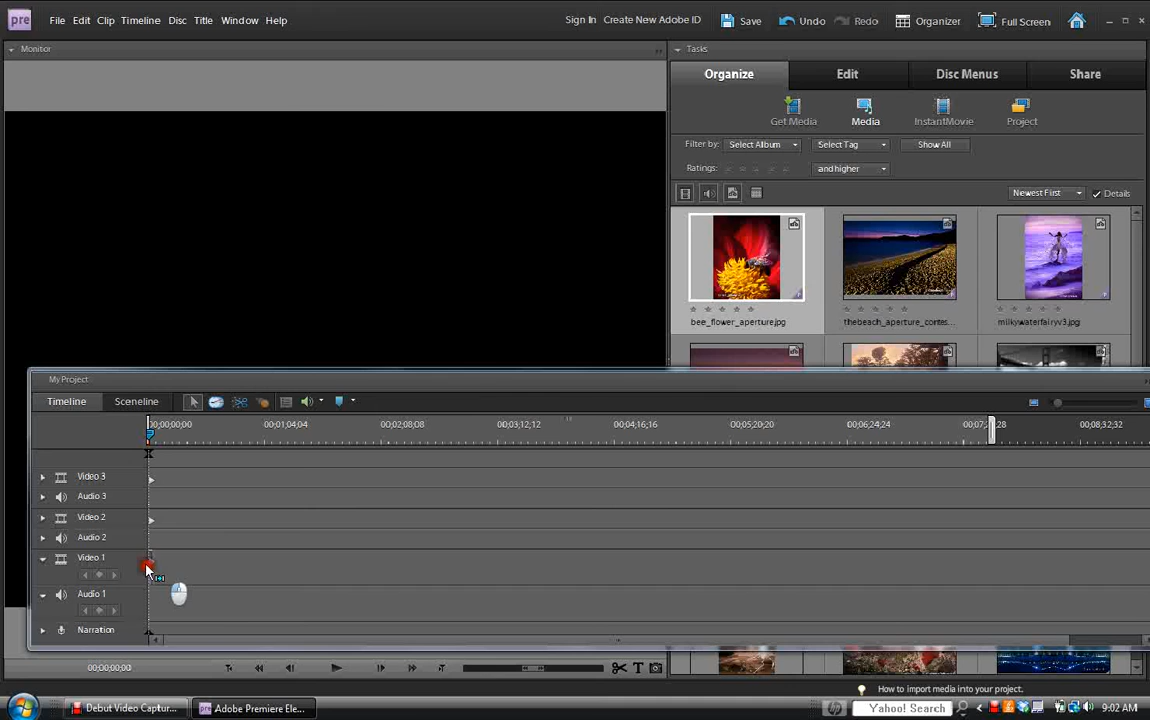 pre File Edit Clip Timeline Disc Title Window Help Sign In Create New Adobe ID Save Undo Redo Organizer Full Screen
Monitor
Tasks
Organize Edit Disc Menus Share
Get Media Media InstantMovie Project
Filter by: Select Album Select Tag Show All
Ratings: and higher
Newest First Details
bee_flower_aperture.jpg thebeach_aperture_contes... milkywaterfairyv3.jpg
My Project
Timeline Sceneline
00;00;00;00 00;01;04;04 00;02;08;08 00;03;12;12 00;04;16;16 00;05;20;20 00;06;24;24 00;08;32;32
Video 3
Audio 3
Video 2
Audio 2
Video 1
Audio 1
Narration
00;00;00;00 T
How to import media into your project.
Debut Video Captur... Adobe Premiere Ele... hp Yahoo! Search 9:02 AM